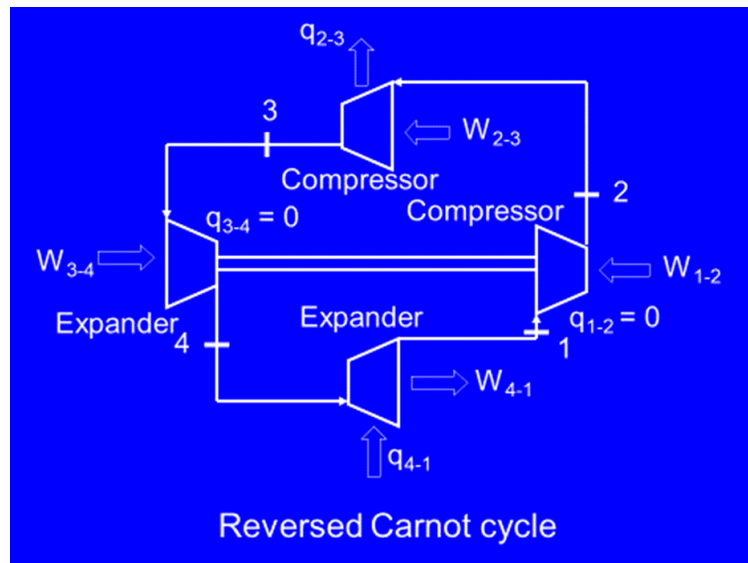 q2-3
3
W2-3
Compressor
Compressor
2
q3-4 = 0
W3-4
W1-2
Expander
Expander
q1-2 = 0
4
1
W4-1
q4-1
Reversed Carnot cycle